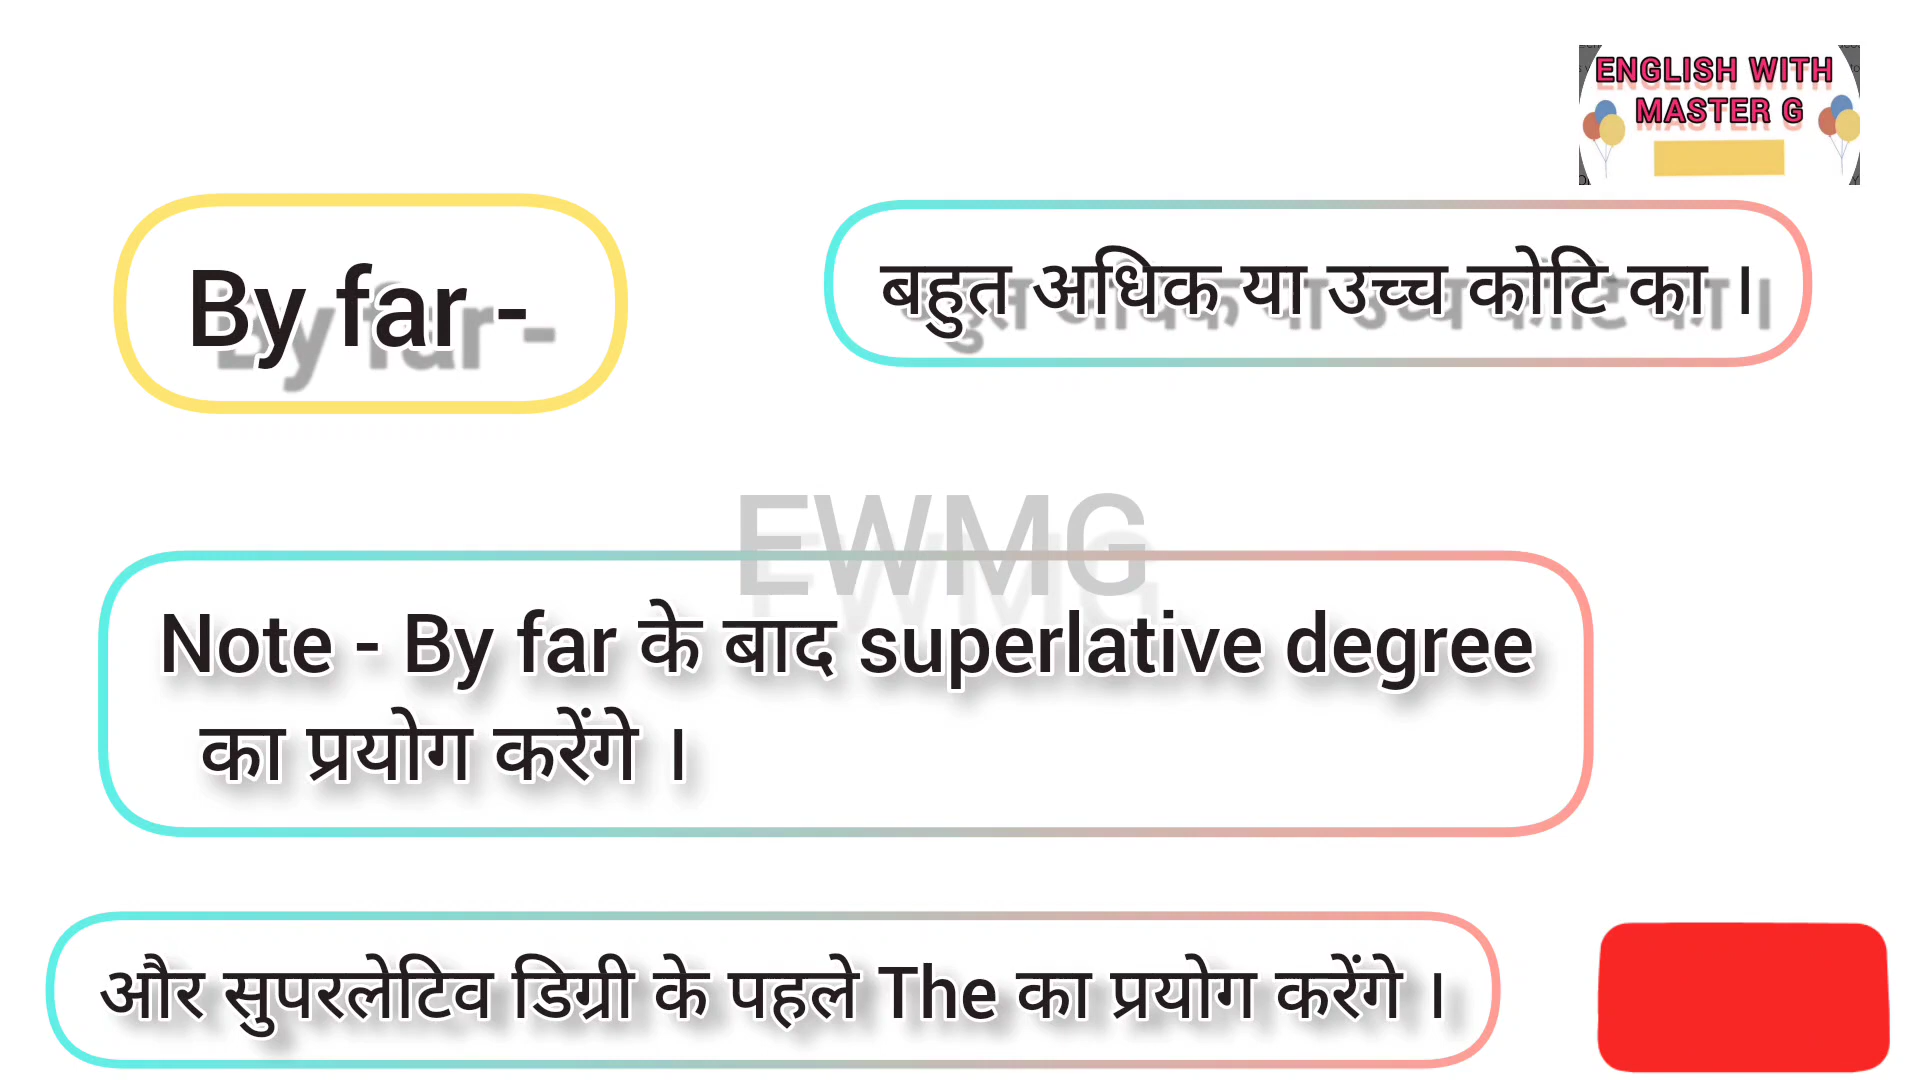 ENGLISH WITH
MASTER G
By far -
बहुत अधिक या उच्च कोटि का ।
EWMG
Note - By far के बाद superlative degree
का प्रयोग करेंगे ।
और सुपरलेटिव डिग्री के पहले The का प्रयोग करेंगे ।